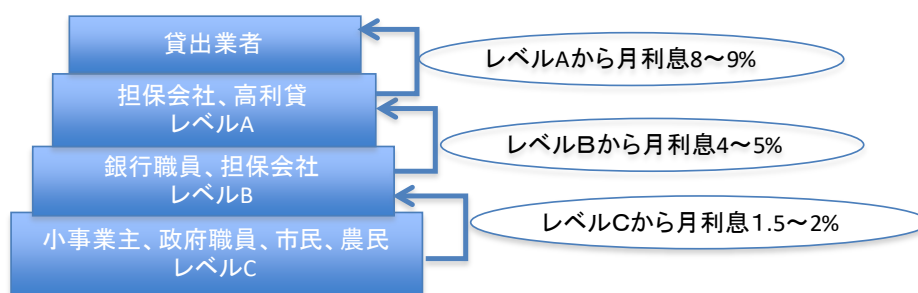 貸出業者
レベルAから月利息8～9%
担保会社、高利貸
レベルA
レベルＢから月利息4～5%
銀行職員、担保会社
レベルB
レベルＣから月利息１.5～2%
小事業主、政府職員、市民、農民
レベルC